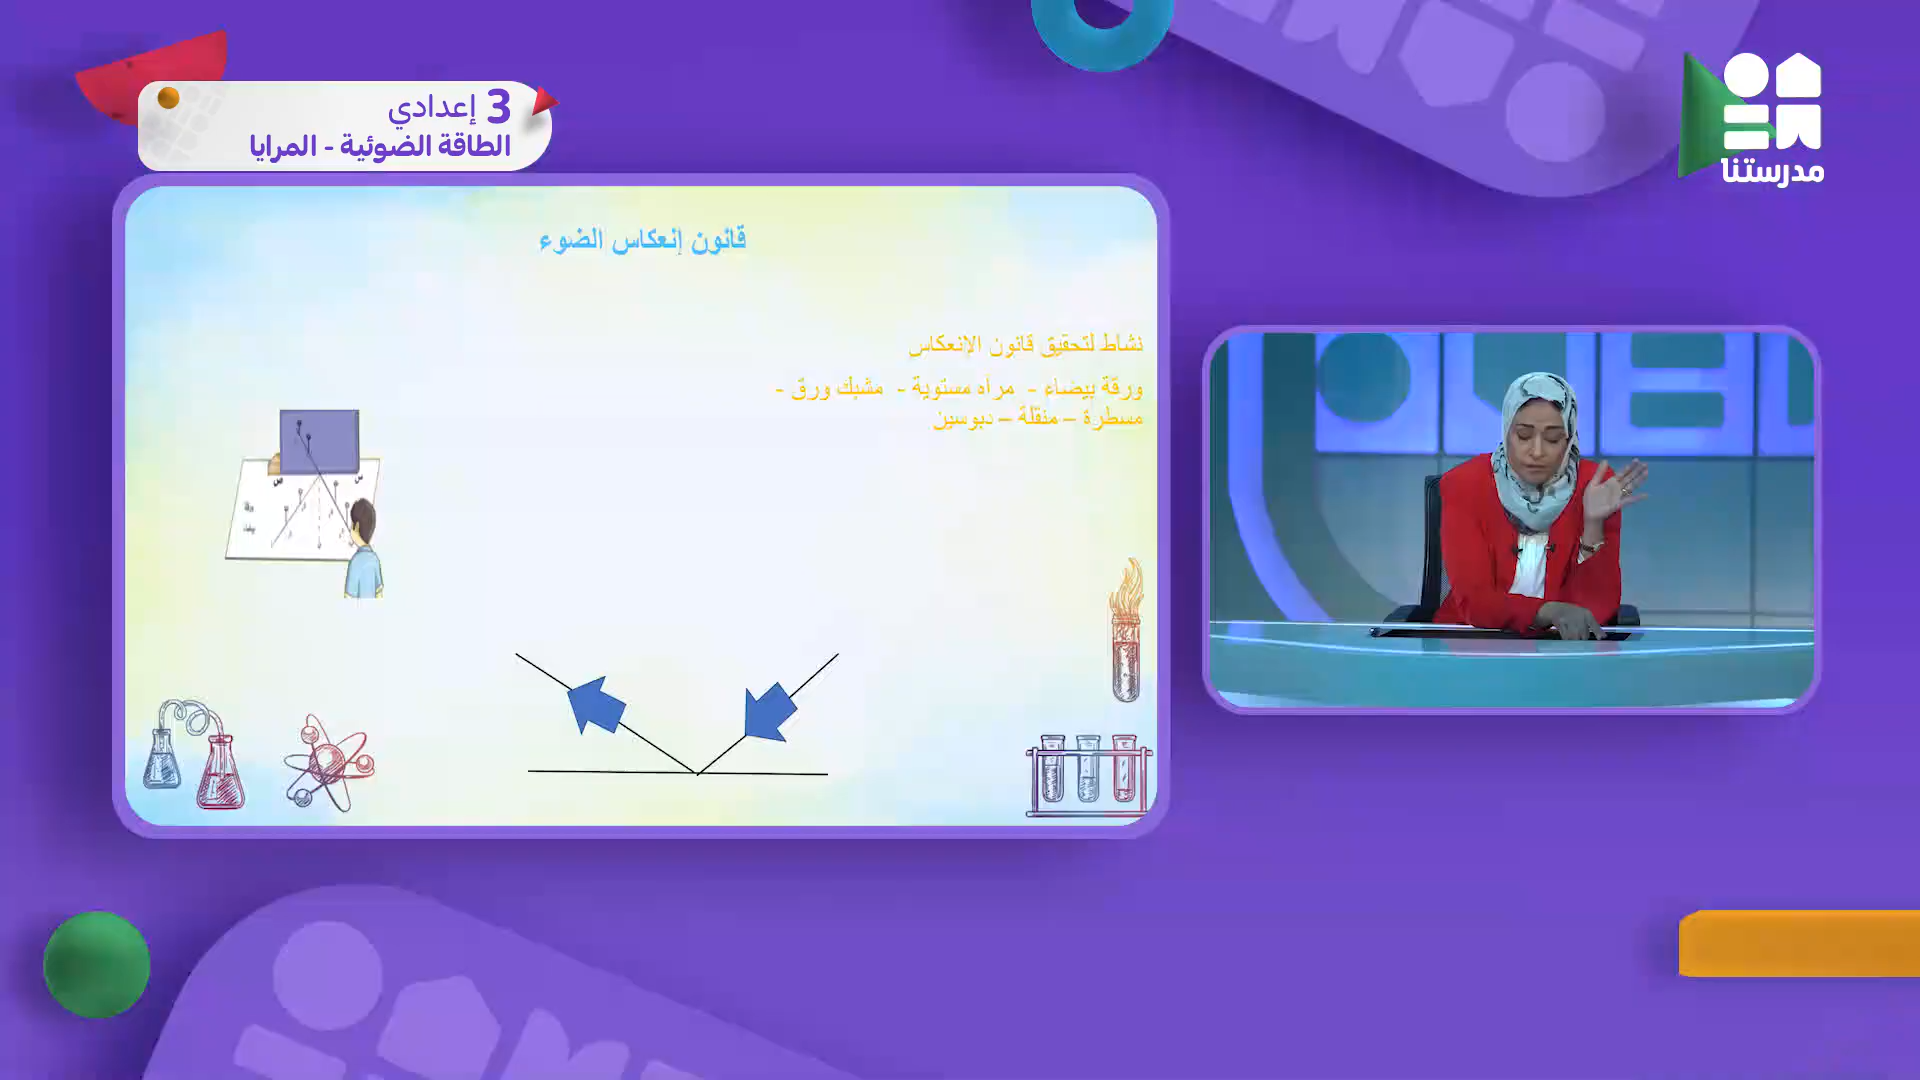 3 إعدادي
الطاقة الضوئية - المرايا
مدرستنا
قانون إنعكاس الضوء
نشاط لتحقيق قانون الانعكاس
ورقة بيضاء - مرآه مستوية - مشبك ورق -
مسطرة – منقلة – دبوسين
ص
س